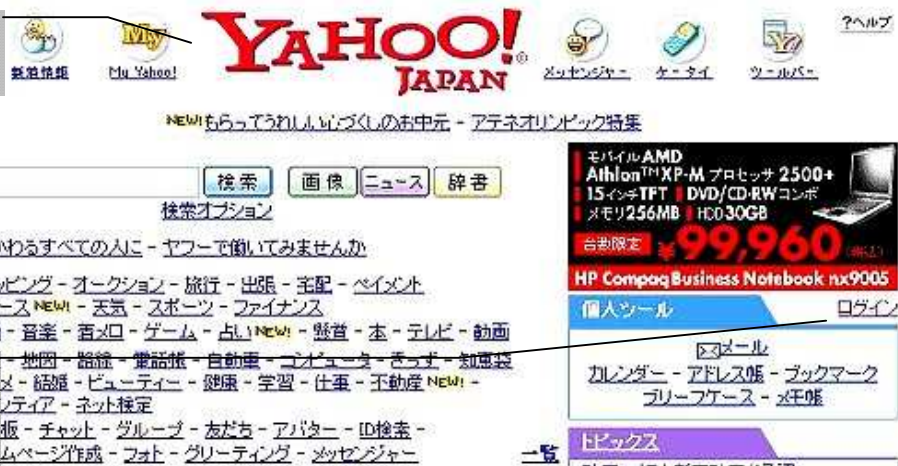 新着情報
My Yahoo!
YAHOO!
JAPAN
メッセンジャー
ケータイ
ツールバー
?ヘルプ
NEW!もらってうれしい心づくしのお中元 - アテネオリンピック特集
検索
画像
ニュース
辞書
検索オプション
モバイルAMD
Athlon™XP-M プロセッサ 2500+
15インチTFT DVD/CD-RWコンボ
メモリ256MB HDD30GB
台数限定 ¥99,960
HP Compaq Business Notebook nx9005
かわるすべての人に - ヤフーで働いてみませんか
ッピング - オークション - 旅行 - 出張 - 宅配 - ペイメント
ース NEW! - 天気 - スポーツ - ファイナンス
- 音楽 - 着メロ - ゲーム - 占い NEW! - 懸賞 - 本 - テレビ - 動画
- 地図 - 路線 - 電話帳 - 自動車 - コンピュータ - きっず - 知恵袋
メ - 結婚 - ビューティー - 健康 - 学習 - 仕事 - 不動産 NEW! -
ンティア - ネット検定
板 - チャット - グループ - 友だち - アバター - ID検索 -
ムページ作成 - フォト - グリーティング - メッセンジャー
一覧
個人ツール
ログイン
メール
カレンダー - アドレス帳 - ブックマーク
ブリーフケース - メモ帳
トピックス